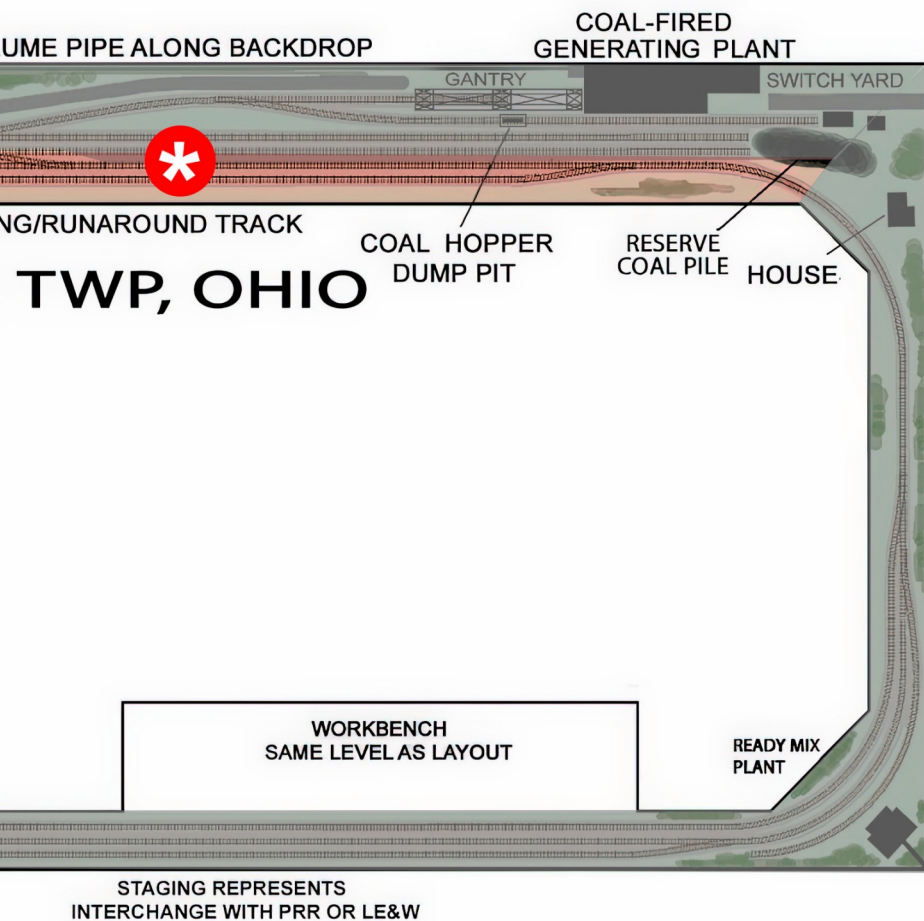 UME PIPE ALONG BACKDROP
COAL-FIRED
GENERATING PLANT
GANTRY
SWITCH YARD
*
NG/RUNAROUND TRACK
COAL HOPPER
DUMP PIT
RESERVE
COAL PILE
HOUSE
TWP, OHIO
WORKBENCH
SAME LEVEL AS LAYOUT
READY MIX
PLANT
STAGING REPRESENTS
INTERCHANGE WITH PRR OR LE&W